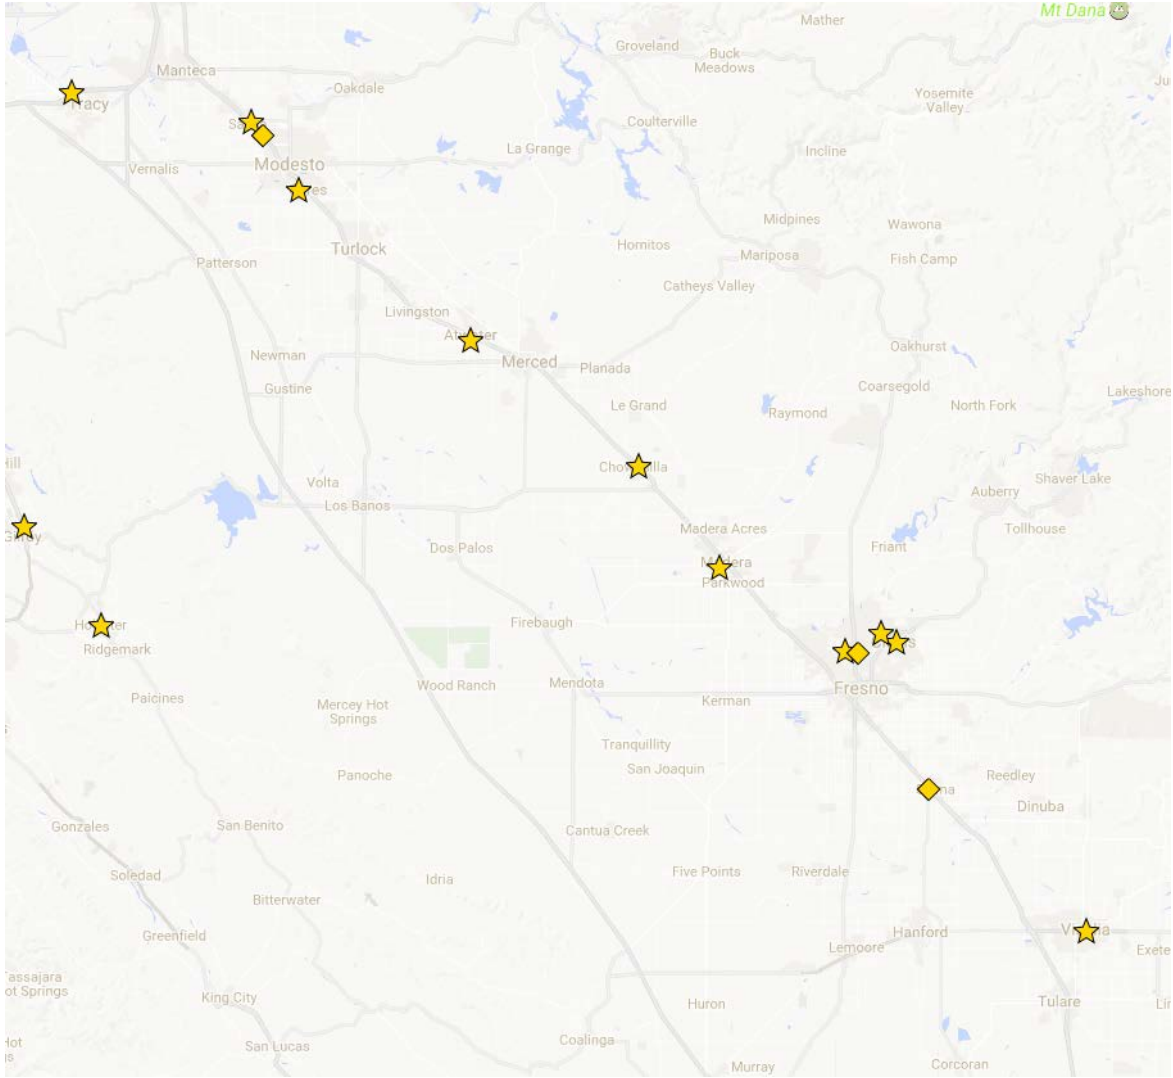 Mt Dana
Mather
Groveland
Buck
Meadows
Manteca
Oakdale
Yosemite
Valley
Coulterville
La Grange
Incline
Modesto
Vernalis
Midpines
Wawona
Turlock
Hornitos
Mariposa
Fish Camp
Patterson
Catheys Valley
Livingston
Merced
Planada
Oakhurst
Newman
Gustine
Coarsegold
Lakeshore
Le Grand
Raymond
North Fork
Volta
Los Banos
Auberry
Shaver Lake
Madera Acres
Tollhouse
Dos Palos
Friant
Parkwood
Firebaugh
Ridgemark
Wood Ranch
Mendota
Fresno
Paicines
Mercey Hot
Springs
Kerman
Tranquillity
San Joaquin
Panoche
Reedley
Dinuba
Gonzales
San Benito
Cantua Creek
Soledad
Idria
Five Points
Riverdale
Bitterwater
Greenfield
Hanford
Lemoore
Exete
assajara
ot Springs
King City
Huron
Tulare
Hot
San Lucas
Coalinga
Murray
Corcoran